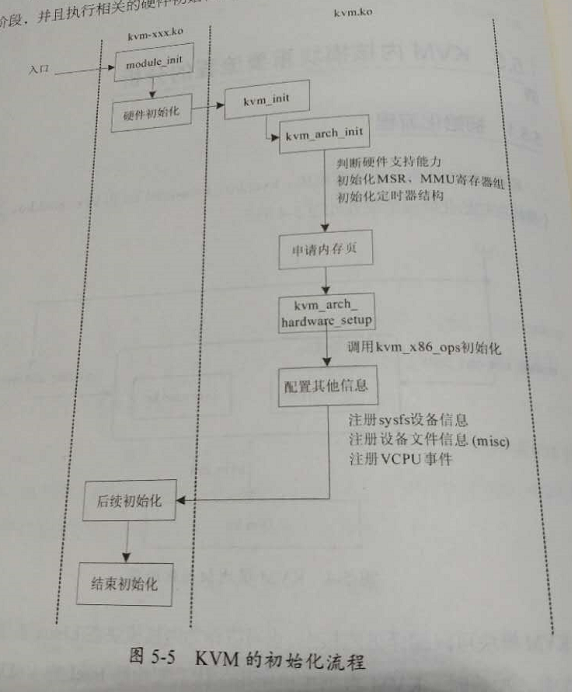 阶段，并且执行相关的硬件初始
kvm-xxx.ko
kvm.ko
入口
module_init
硬件初始化
kvm_init
kvm_arch_init
判断硬件支持能力
初始化MSR、MMU寄存器组
初始化定时器结构
申请内存页
kvm_arch_
hardware_setup
调用kvm_x86_ops初始化
配置其他信息
注册sysfs设备信息
注册设备文件信息(misc)
注册VCPU事件
后续初始化
结束初始化
图 5-5 KVM 的初始化流程